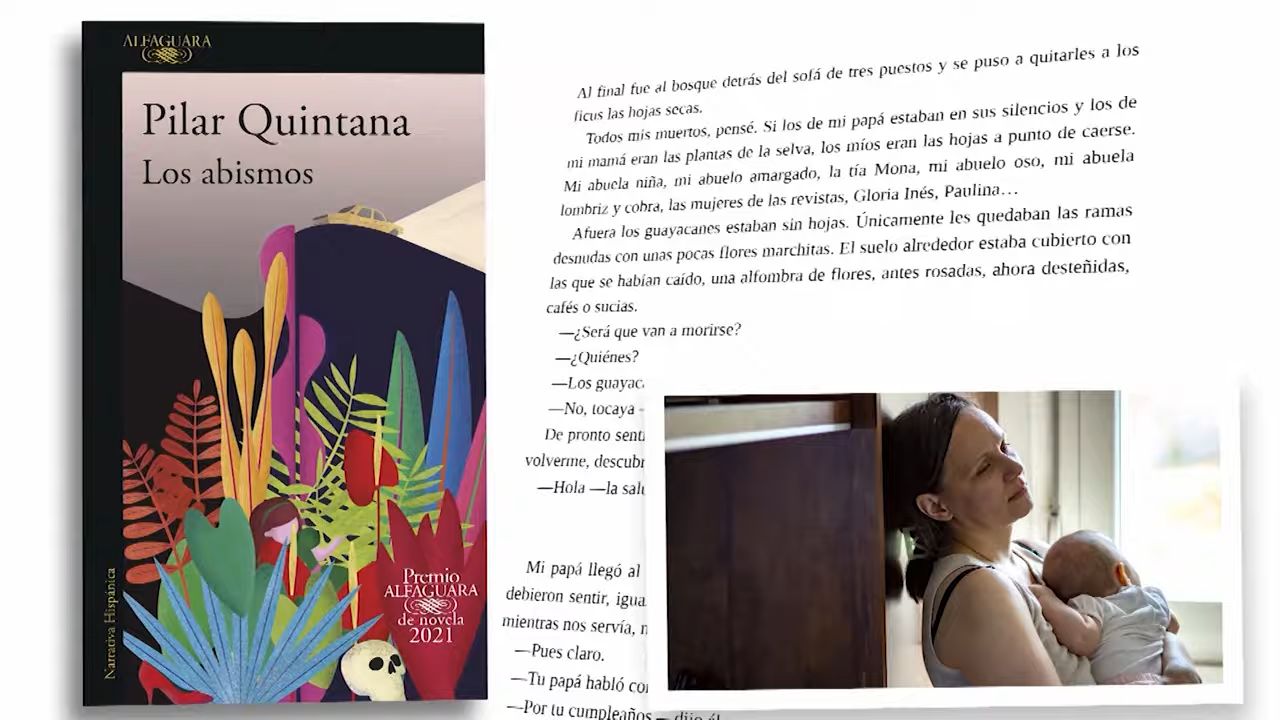 ALFAGUARA
Pilar Quintana
Los abismos
Narrativa Hispánica
Premio
ALFAGUARA
de novela
2021
Al final fue al bosque detrás del sofá de tres puestos y se puso a quitarles a los
ficus las hojas secas.
Todos mis muertos, pensé. Si los de mi papá estaban en sus silencios y los de
mi mamá eran las plantas de la selva, los míos eran las hojas a punto de caerse.
Mi abuela niña, mi abuelo amargado, la tía Mona, mi abuelo oso, mi abuela
lombriz y cobra, las mujeres de las revistas, Gloria Inés, Paulina…
Afuera los guayacanes estaban sin hojas. Únicamente les quedaban las ramas
desnudas con unas pocas flores marchitas. El suelo alrededor estaba cubierto con
las que se habían caído, una alfombra de flores, antes rosadas, ahora desteñidas,
cafés o sucias.
—¿Será que van a morirse?
—¿Quiénes?
—Los guayac
—No, tocaya
De pronto sentí
volverme, descubr
—Hola —la salu
Mi papá llegó al
debieron sentir, igua
mientras nos servía,
—Pues claro.
—Tu papá habló co
—Por tu cumpleaños — dijo él